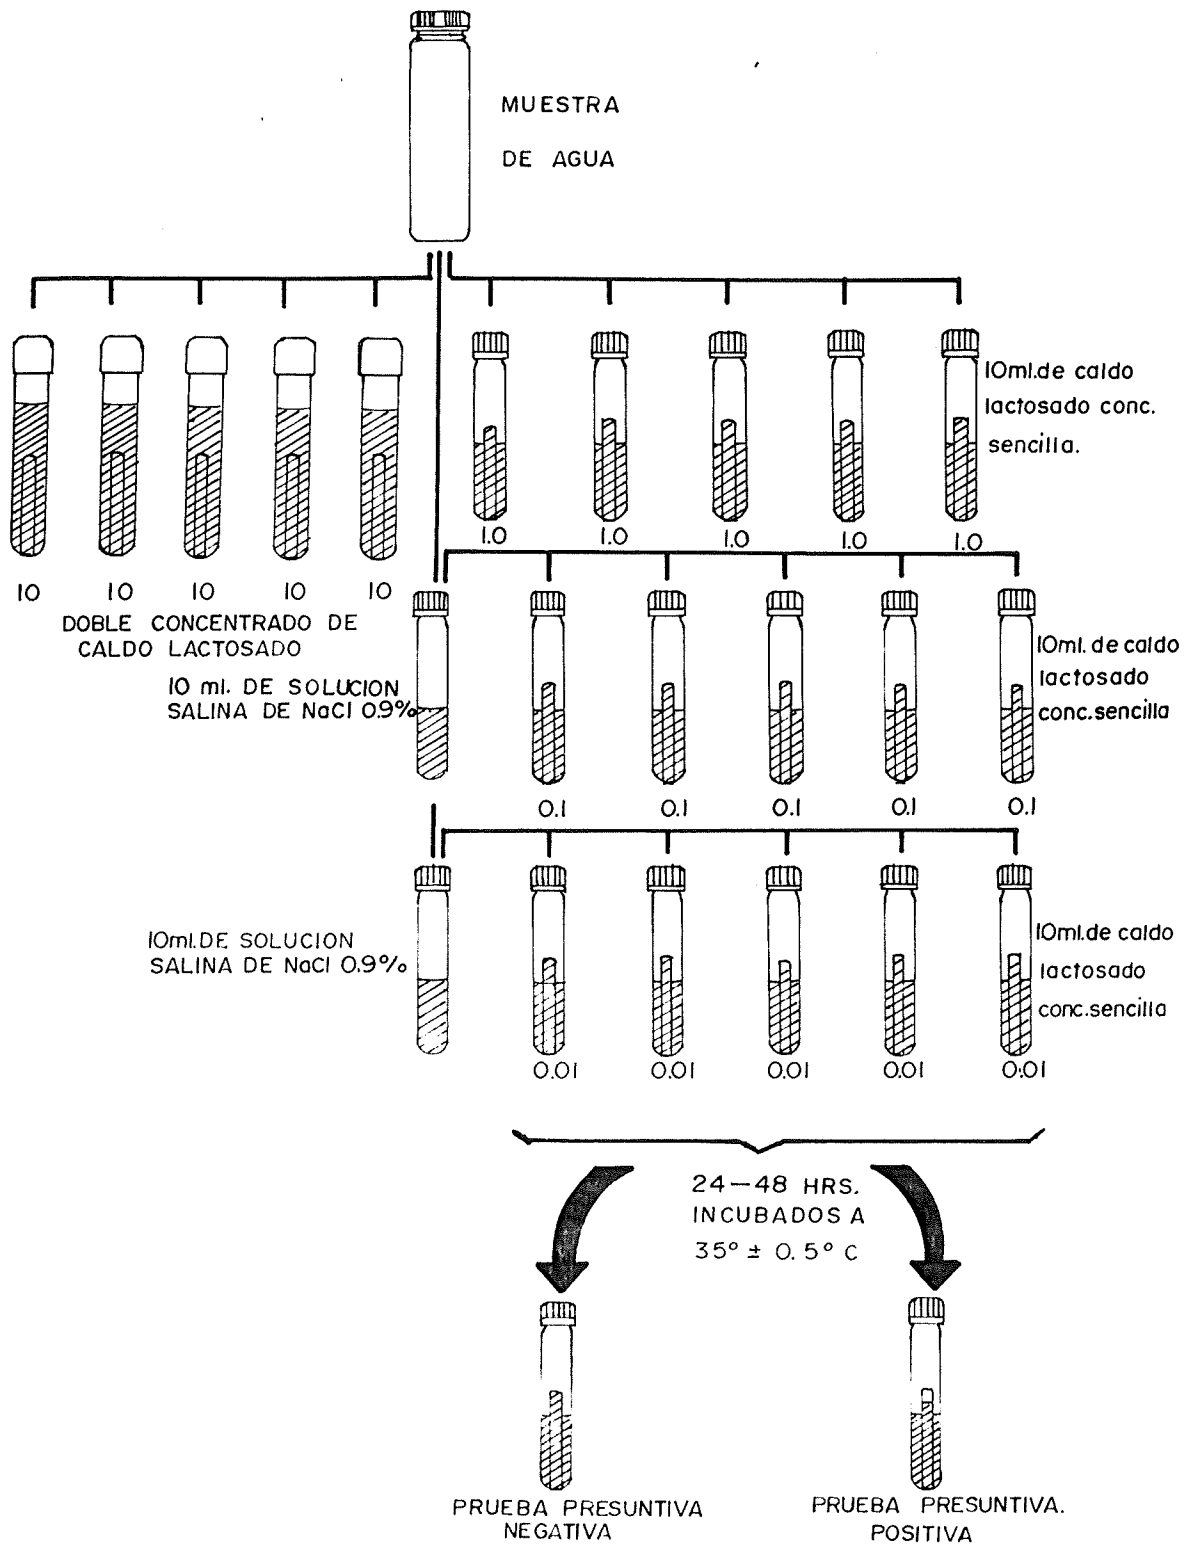 MUESTRA
DE AGUA
10ml.de caldo
lactosado conc.
sencilla.
1.0 1.0 1.0 1.0 1.0
10 10 10 10 10
DOBLE CONCENTRADO DE
CALDO LACTOSADO
10 ml. DE SOLUCION
SALINA DE NaCl 0.9%
10ml. de caldo
lactosado
conc.sencilla
0.1 0.1 0.1 0.1 0.1
10ml.DE SOLUCION
SALINA DE NaCl 0.9%
10ml.de caldo
lactosado
conc.sencilla
0.01 0.01 0.01 0.01 0.01
24-48 HRS.
INCUBADOS A
35° ± 0.5° C
PRUEBA PRESUNTIVA
NEGATIVA
PRUEBA PRESUNTIVA.
POSITIVA